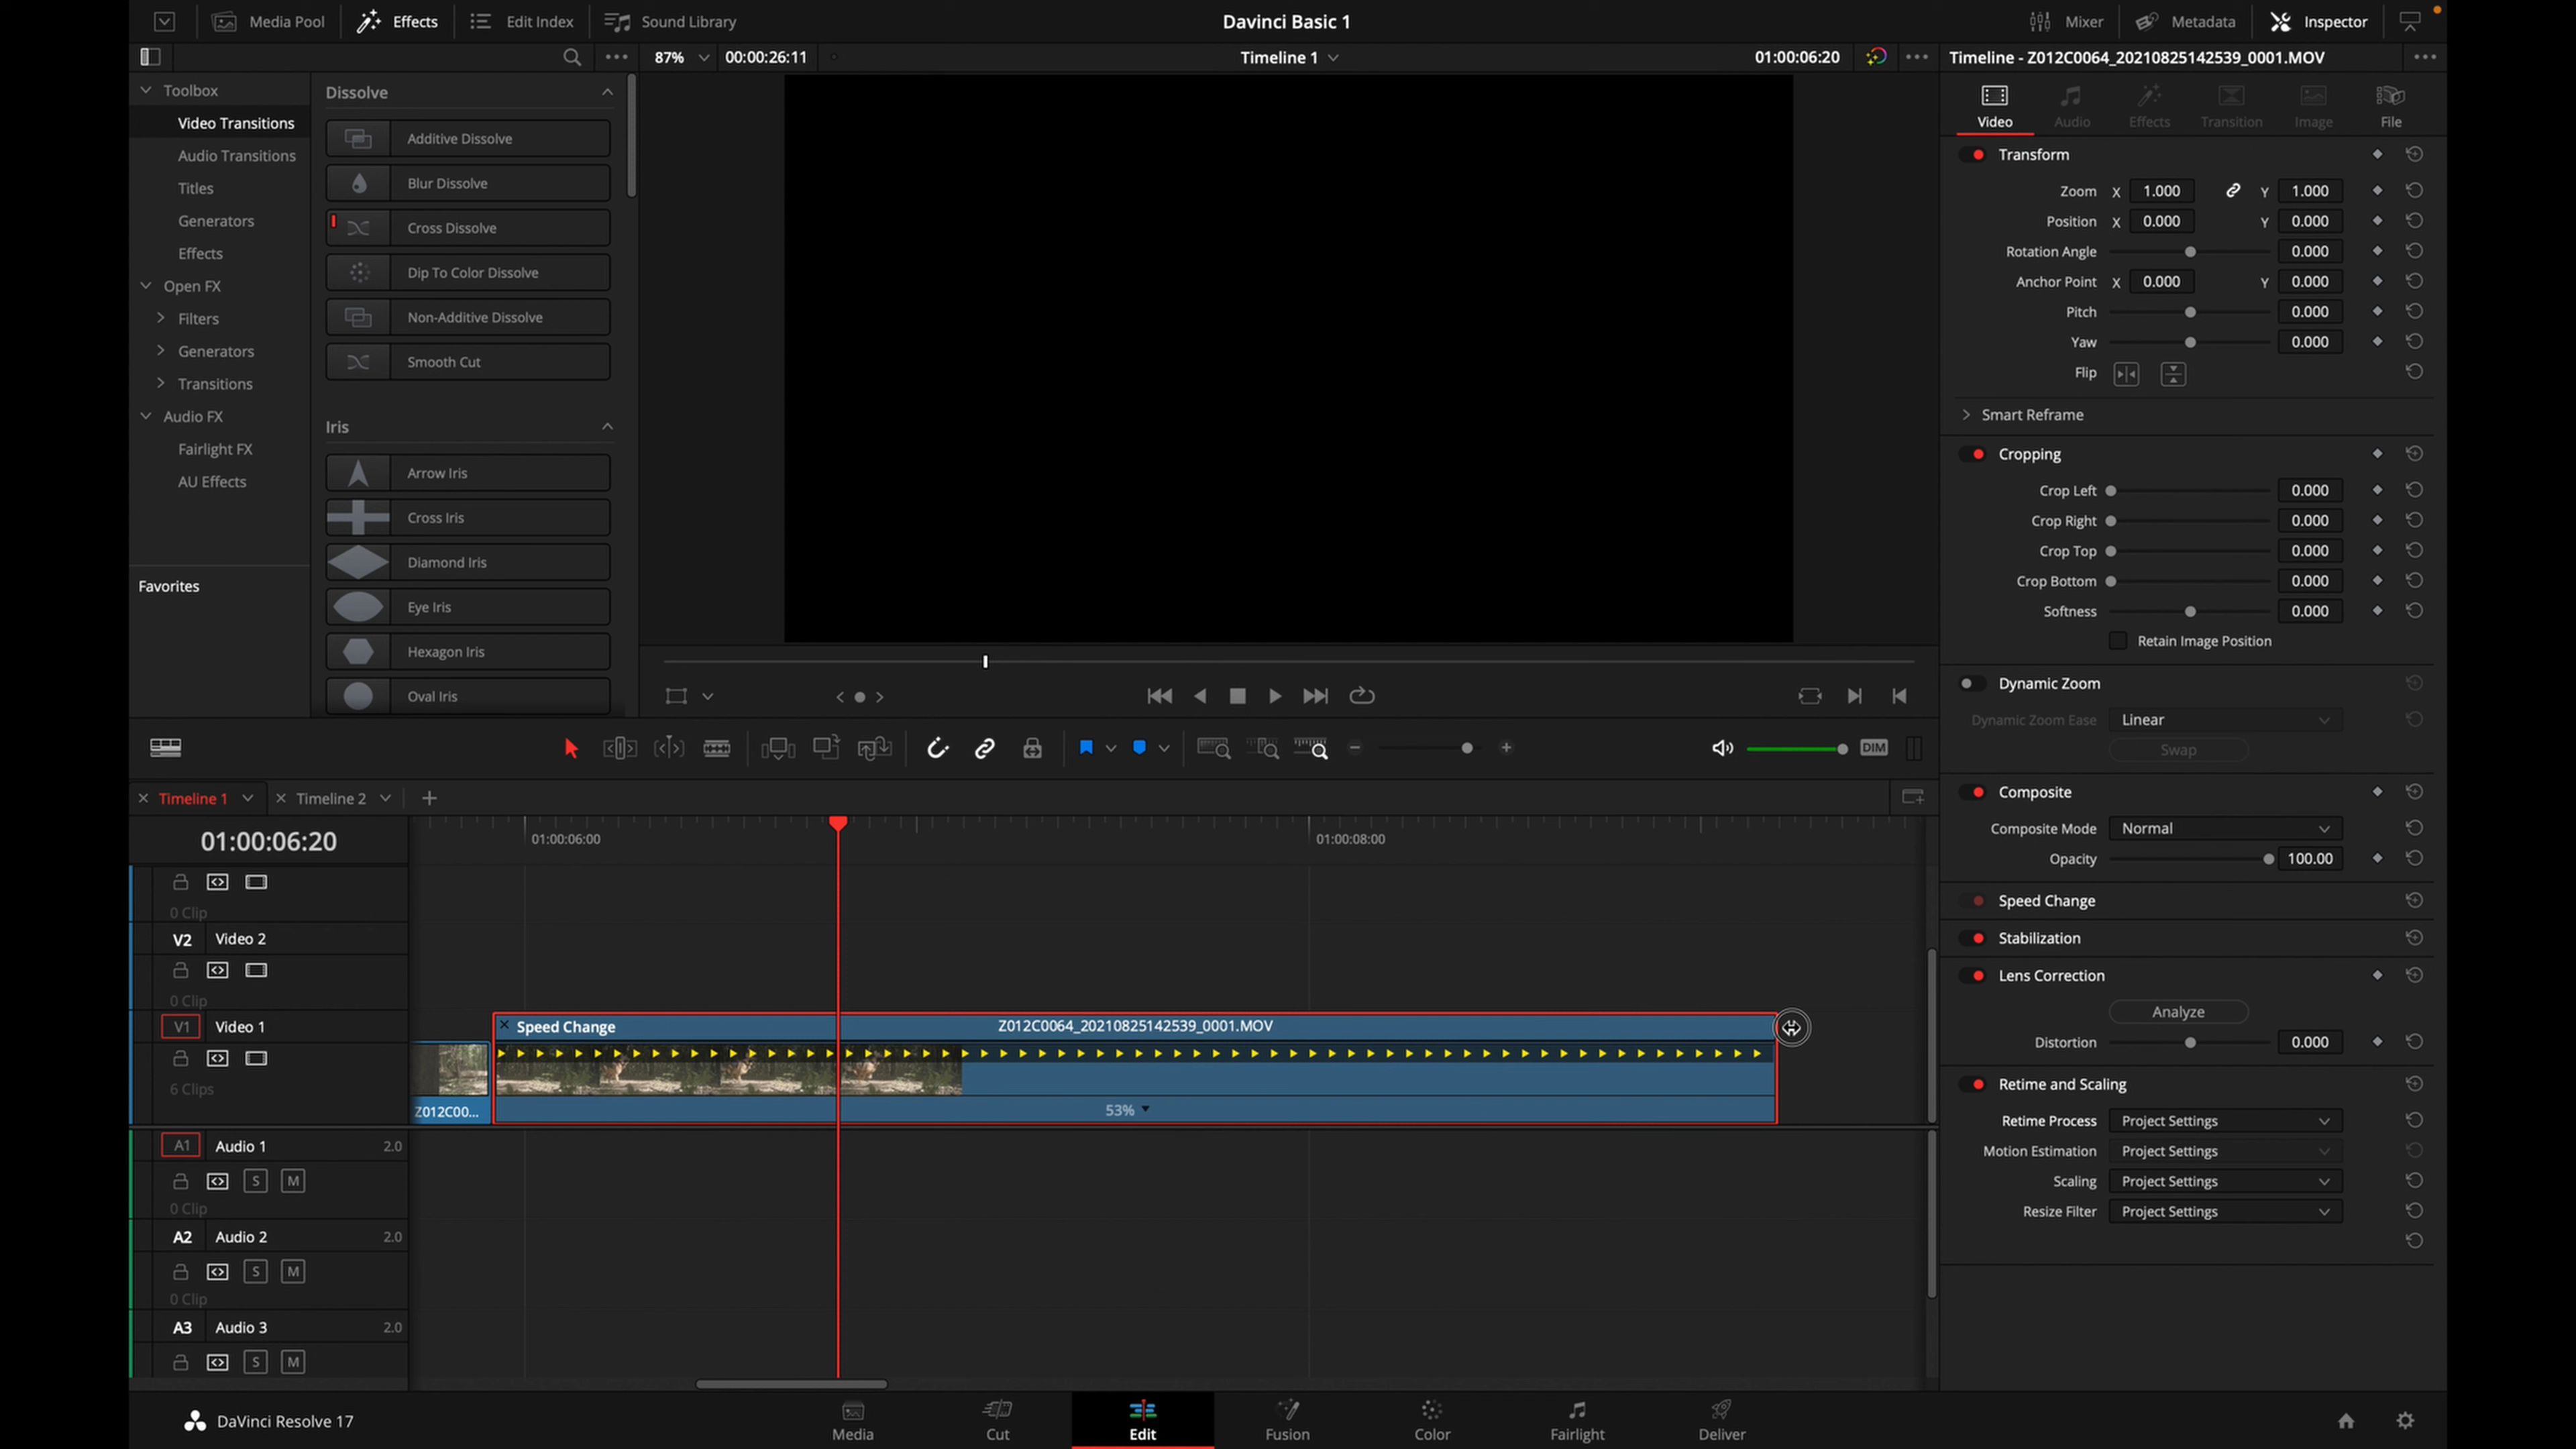 Media Pool
Effects
Edit Index
Sound Library
Davinci Basic 1
Mixer
Metadata
Inspector
87%
00:00:26:11
Timeline 1
01:00:06:20
Timeline - Z012C0064_20210825142539_0001.MOV
Toolbox
Video Transitions
Audio Transitions
Titles
Generators
Effects
Open FX
Filters
Generators
Transitions
Audio FX
Fairlight FX
AU Effects
Favorites
Dissolve
Additive Dissolve
Blur Dissolve
Cross Dissolve
Dip To Color Dissolve
Non-Additive Dissolve
Smooth Cut
Iris
Arrow Iris
Cross Iris
Diamond Iris
Eye Iris
Hexagon Iris
Oval Iris
Video
Audio
Effects
Transition
Image
File
Transform
Zoom X 1.000 Y 1.000
Position X 0.000 Y 0.000
Rotation Angle 0.000
Anchor Point X 0.000 Y 0.000
Pitch 0.000
Yaw 0.000
Flip
Smart Reframe
Cropping
Crop Left 0.000
Crop Right 0.000
Crop Top 0.000
Crop Bottom 0.000
Softness 0.000
Retain Image Position
Dynamic Zoom
Dynamic Zoom Ease Linear
Swap
Composite
Composite Mode Normal
Opacity 100.00
Speed Change
Stabilization
Lens Correction
Analyze
Distortion 0.000
Retime and Scaling
Retime Process Project Settings
Motion Estimation Project Settings
Scaling Project Settings
Resize Filter Project Settings
DIM
Timeline 1
Timeline 2
01:00:06:20
01:00:06:00
01:00:08:00
0 Clip
V2 Video 2
0 Clip
V1 Video 1
6 Clips
Speed Change
Z012C0064_20210825142539_0001.MOV
Z012C00...
53%
A1 Audio 1 2.0
S M
0 Clip
A2 Audio 2 2.0
S M
0 Clip
A3 Audio 3 2.0
S M
DaVinci Resolve 17
Media
Cut
Edit
Fusion
Color
Fairlight
Deliver